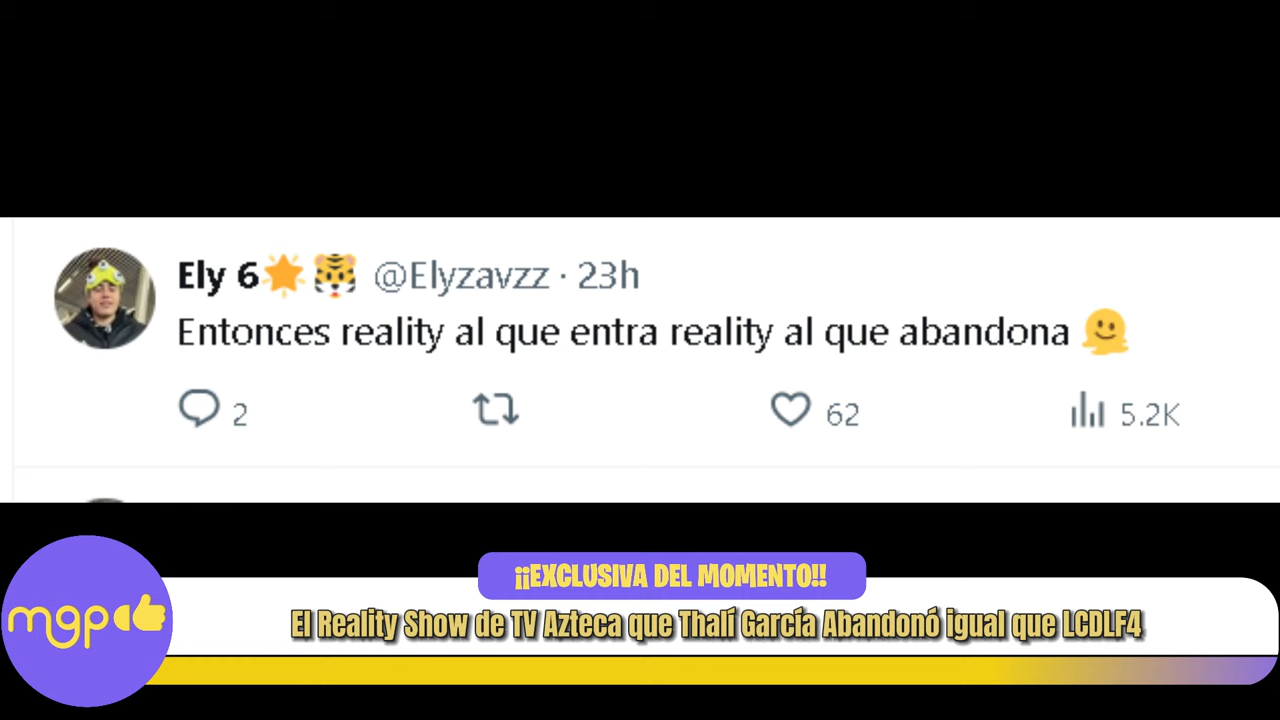 Ely 6🌟🐯 @Elyzavzz · 23h
Entonces reality al que entra reality al que abandona 🫠
2 62 5.2K
¡¡EXCLUSIVA DEL MOMENTO!!
mgp
El Reality Show de TV Azteca que Thalí García Abandonó igual que LCDLF4